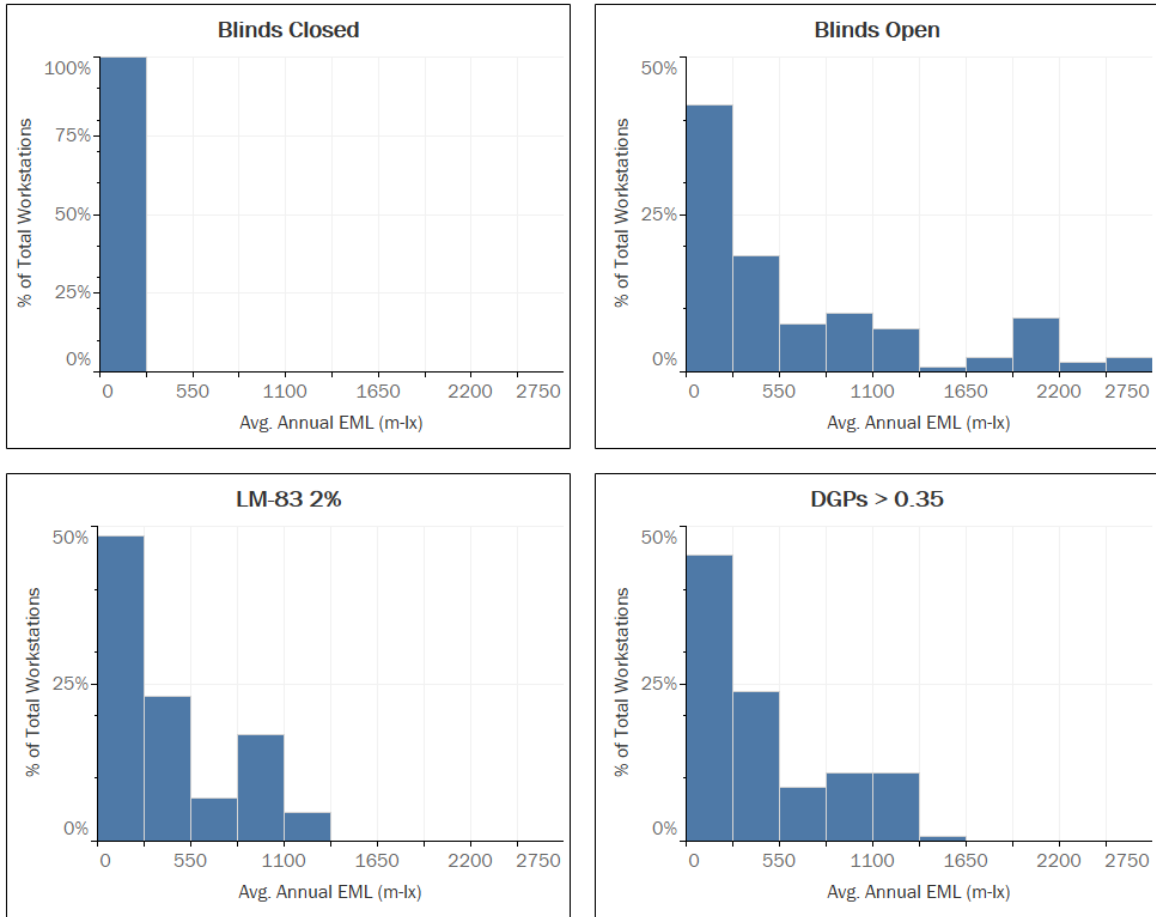 Blinds Closed
100%
75%
50%
25%
0%
% of Total Workstations
0 550 1100 1650 2200 2750
Avg. Annual EML (m-lx)
Blinds Open
50%
25%
0%
% of Total Workstations
0 550 1100 1650 2200 2750
Avg. Annual EML (m-lx)
LM-83 2%
50%
25%
0%
% of Total Workstations
0 550 1100 1650 2200 2750
Avg. Annual EML (m-lx)
DGPs > 0.35
50%
25%
0%
% of Total Workstations
0 550 1100 1650 2200 2750
Avg. Annual EML (m-lx)